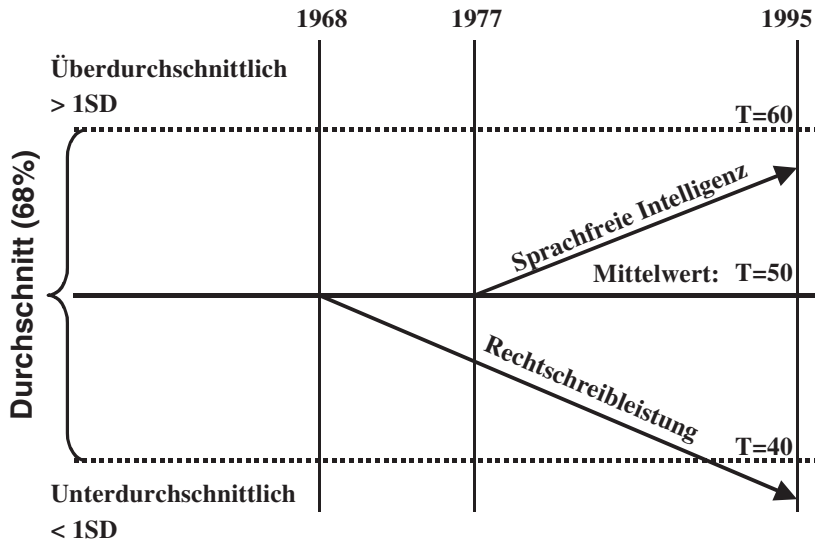 1968 1977 1995
Überdurchschnittlich
> 1SD
T=60
Durchschnitt (68%)
Sprachfreie Intelligenz
Mittelwert: T=50
Rechtschreibleistung
T=40
Unterdurchschnittlich
< 1SD